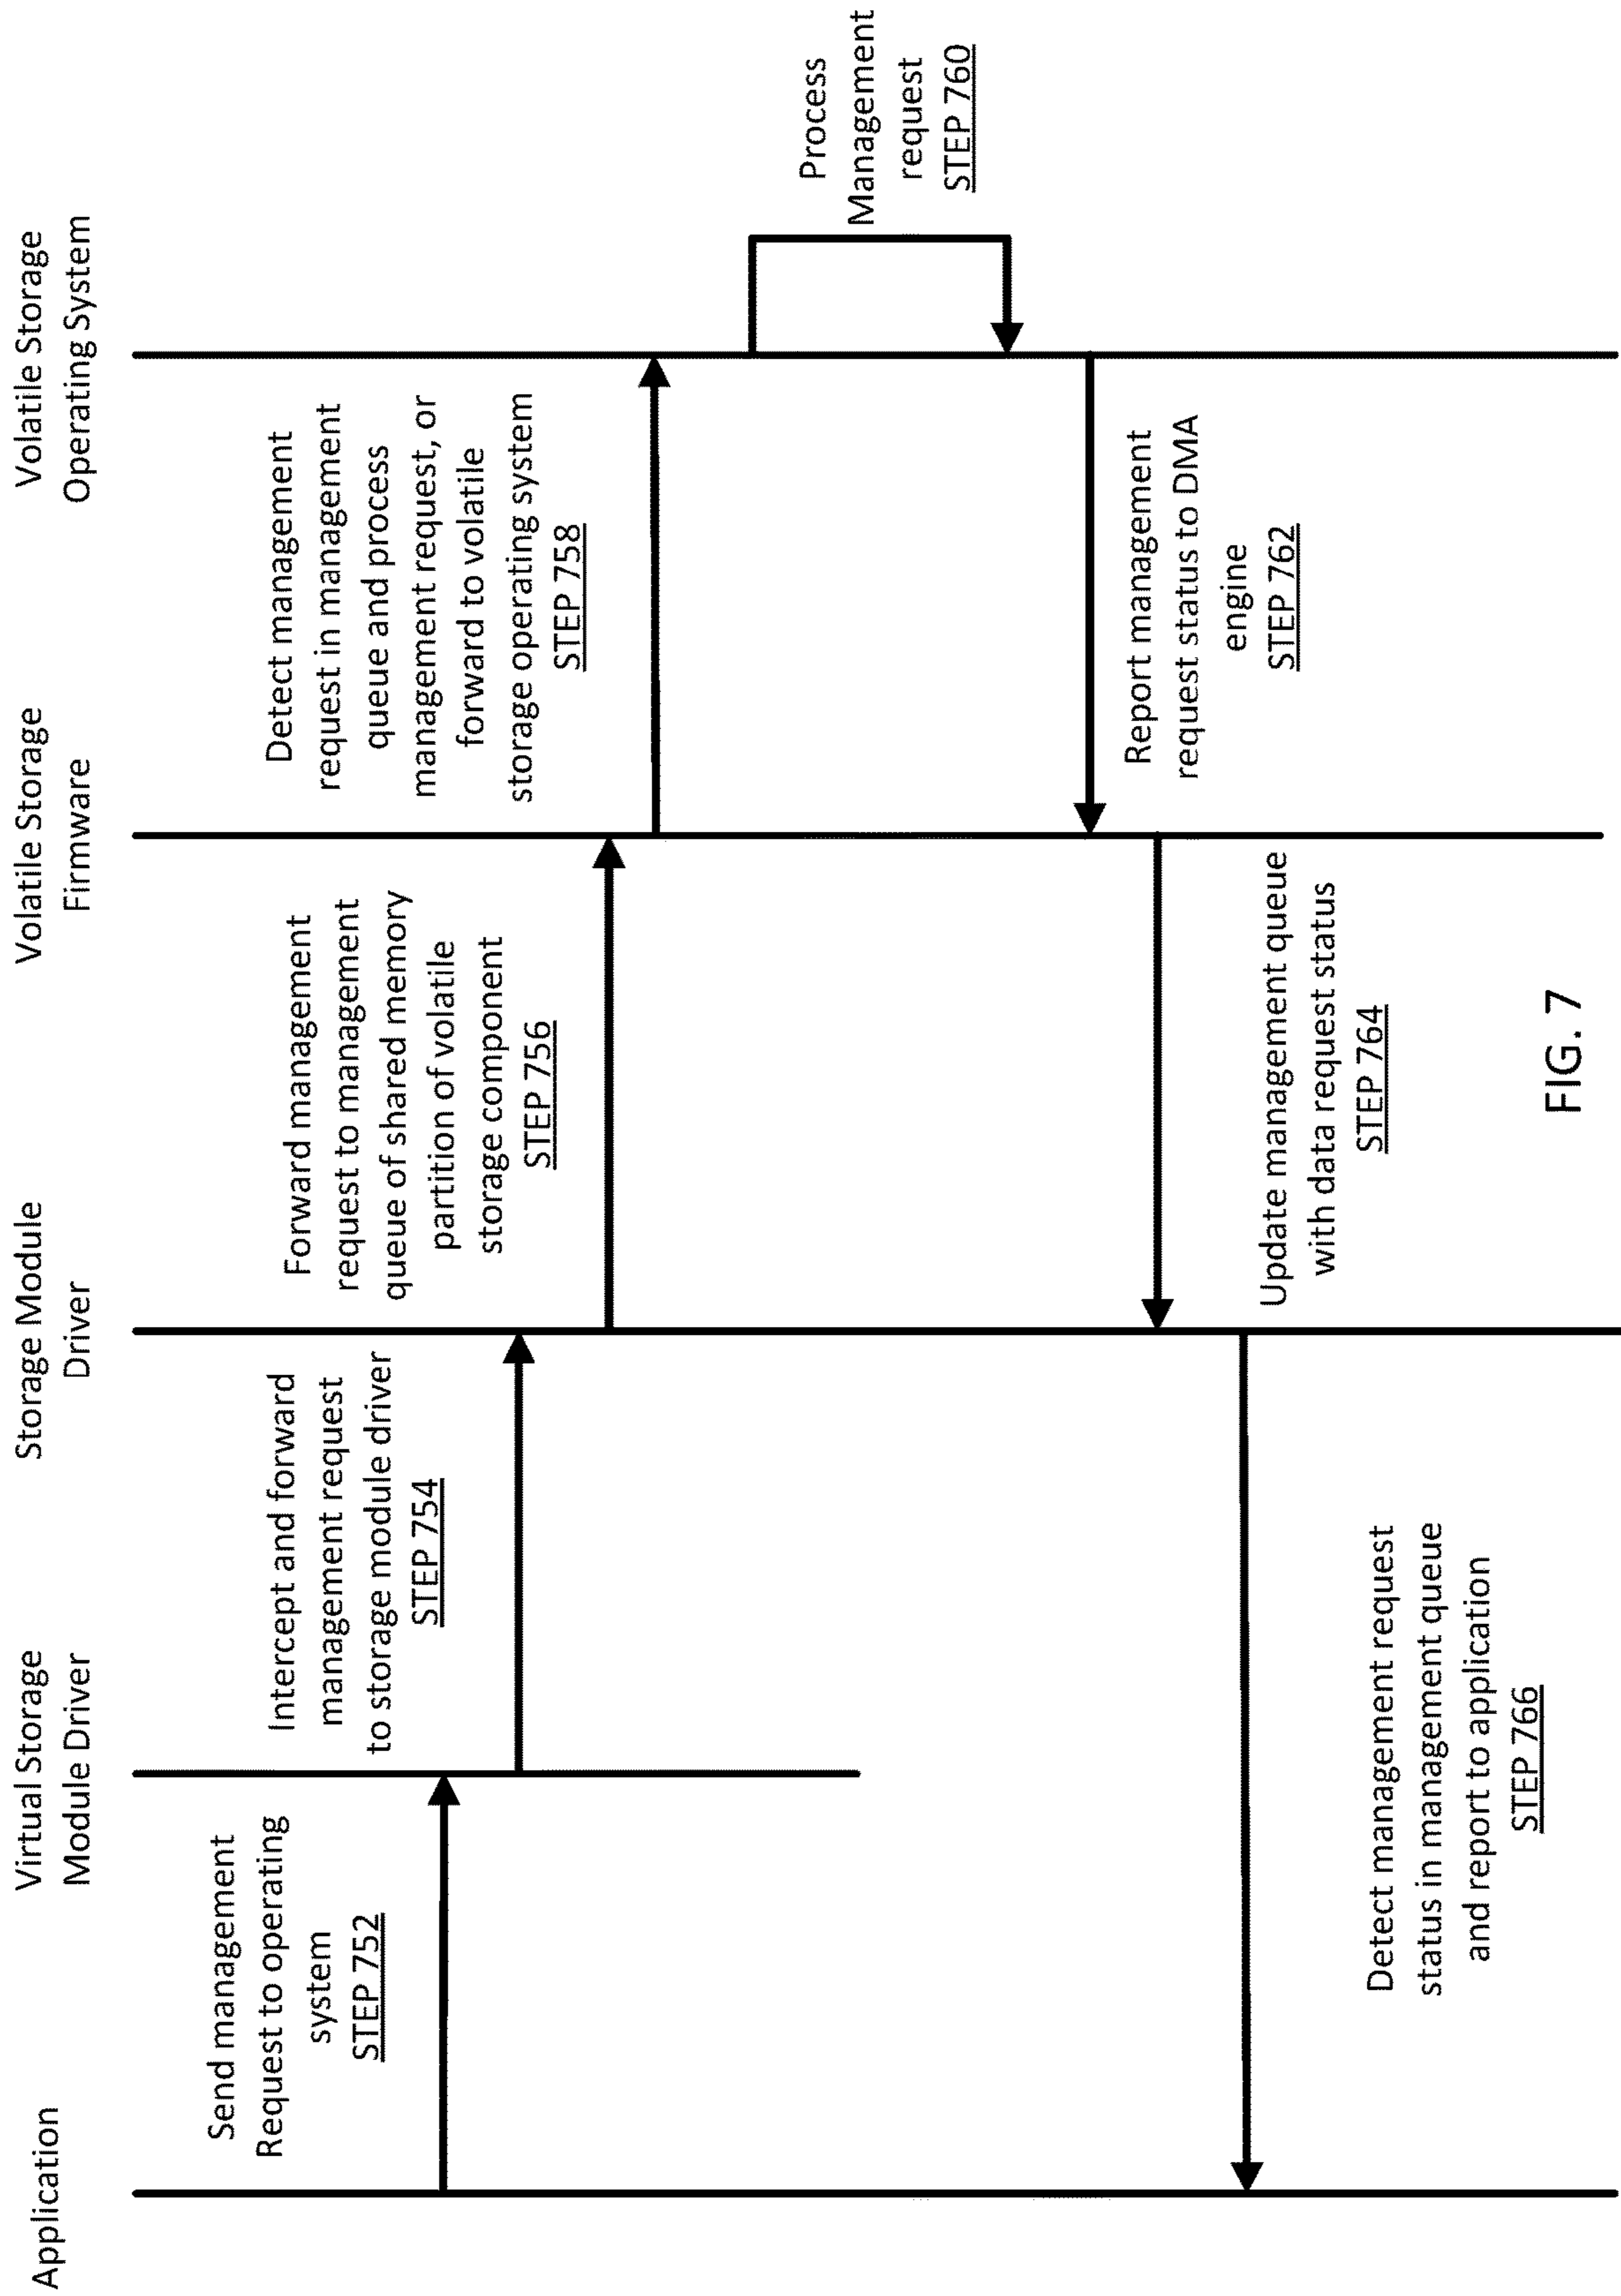 Application
Virtual Storage
Module Driver
Storage Module
Driver
Volatile Storage
Firmware
Volatile Storage
Operating System
Send management
Request to operating
system
STEP 752
Intercept and forward
management request
to storage module driver
STEP 754
Forward management
request to management
queue of shared memory
partition of volatile
storage component
STEP 756
Detect management
request in management
queue and process
management request, or
forward to volatile
storage operating system
STEP 758
Process
Management
request
STEP 760
Report management
request status to DMA
engine
STEP 762
Update management queue
with data request status
STEP 764
Detect management request
status in management queue
and report to application
STEP 766
FIG. 7